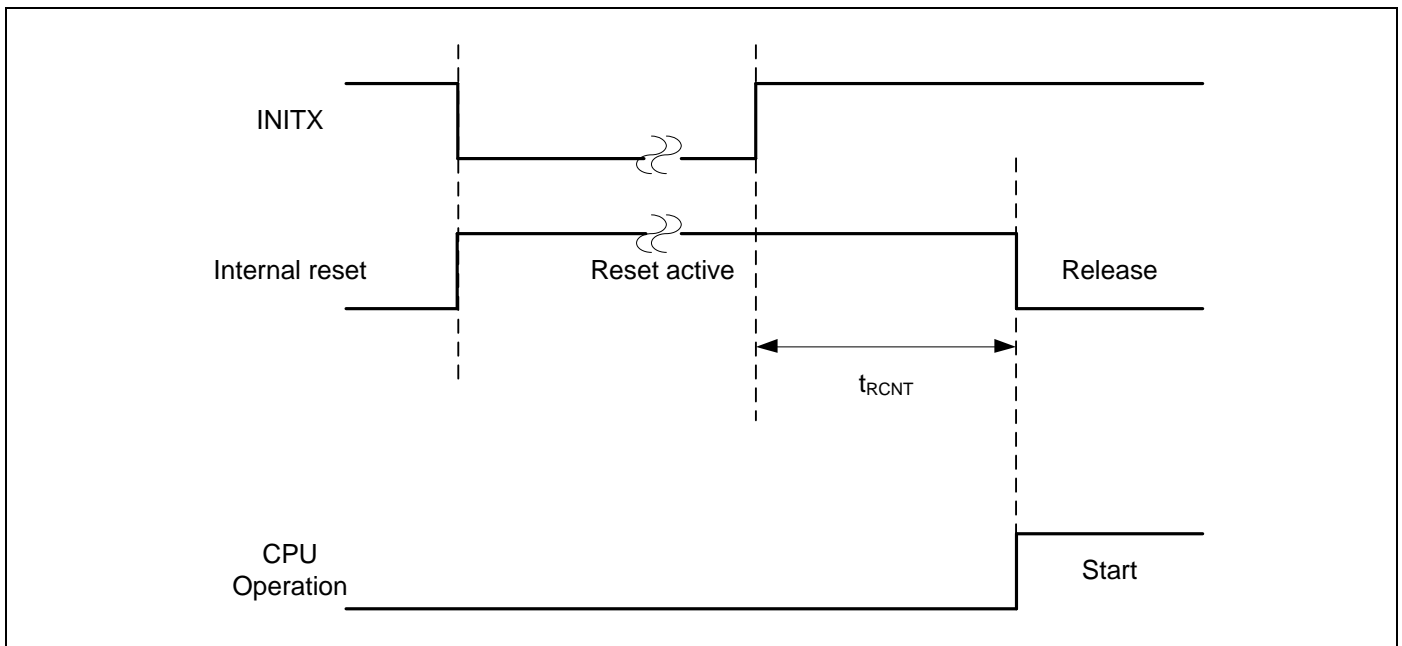 INITX
Internal reset
Reset active
Release
tRCNT
CPU
Operation
Start